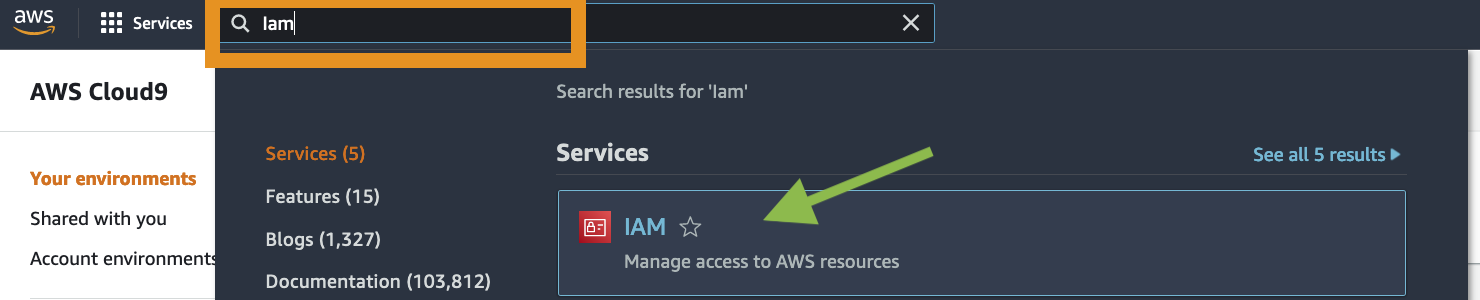 aws
Services
Iam
AWS Cloud9
Your environments
Shared with you
Account environments
Search results for 'Iam'
Services (5)
Features (15)
Blogs (1,327)
Documentation (103,812)
Services
See all 5 results
IAM
Manage access to AWS resources